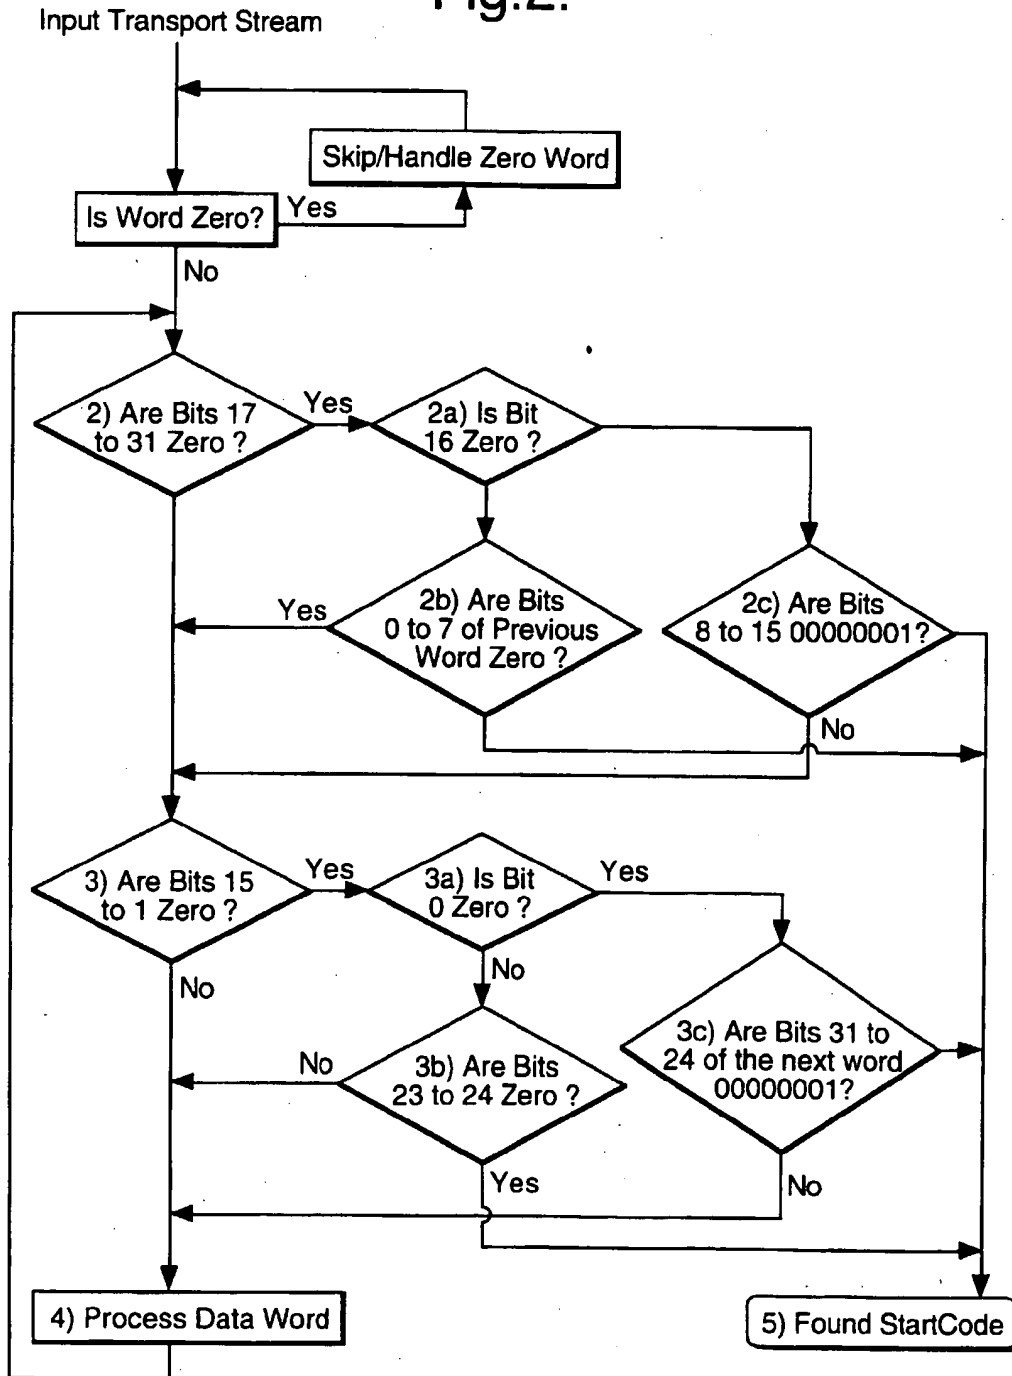 Fig.2.
Input Transport Stream
Skip/Handle Zero Word
Is Word Zero?
Yes
No
2) Are Bits 17
to 31 Zero ?
Yes
2a) Is Bit
16 Zero ?
Yes
2b) Are Bits
0 to 7 of Previous
Word Zero ?
2c) Are Bits
8 to 15 00000001?
No
3) Are Bits 15
to 1 Zero ?
Yes
3a) Is Bit
0 Zero ?
Yes
No
No
3c) Are Bits 31 to
24 of the next word
00000001?
No
3b) Are Bits
23 to 24 Zero ?
Yes
No
4) Process Data Word
5) Found StartCode